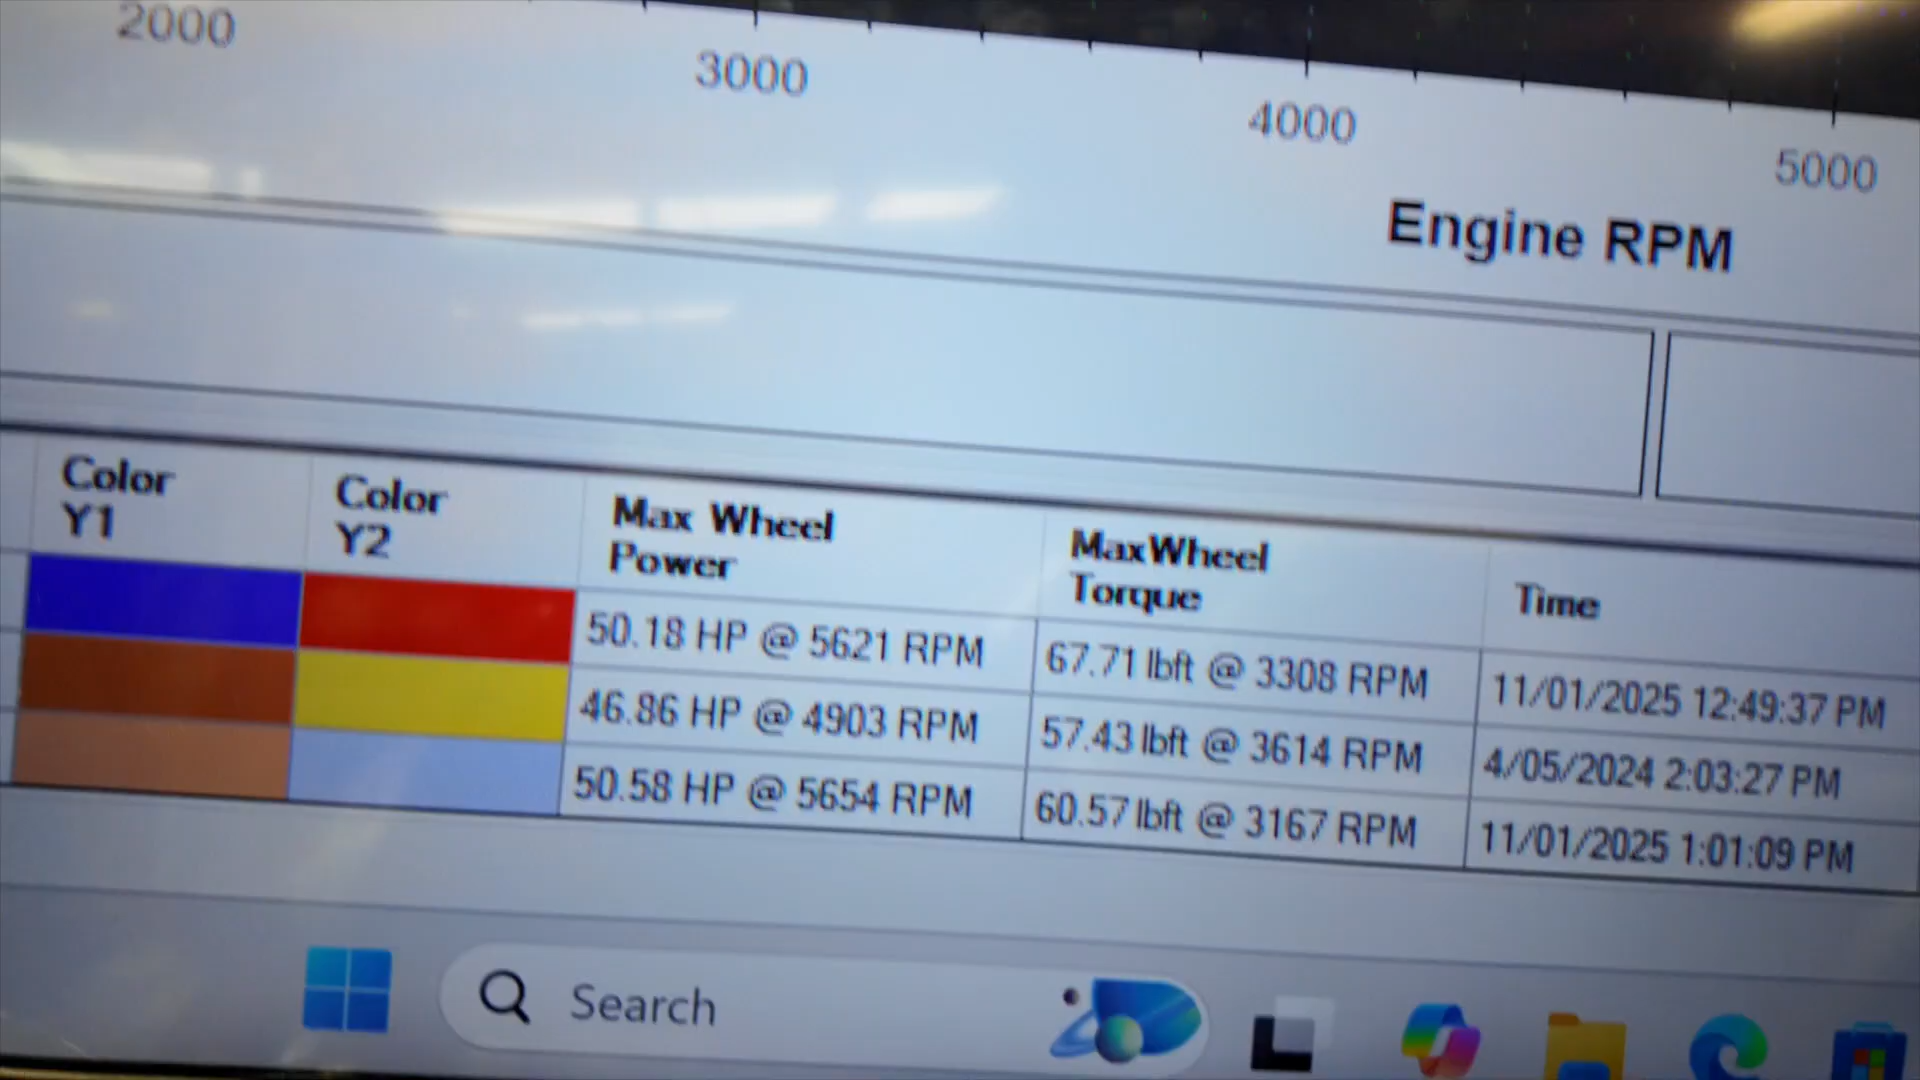 2000
3000
4000
5000
Engine RPM
Color Y1
Color Y2
Max Wheel Power
MaxWheel Torque
Time
50.18 HP @ 5621 RPM
67.71 lbft @ 3308 RPM
11/01/2025 12:49:37 PM
46.86 HP @ 4903 RPM
57.43 lbft @ 3614 RPM
4/05/2024 2:03:27 PM
50.58 HP @ 5654 RPM
60.57 lbft @ 3167 RPM
11/01/2025 1:01:09 PM
Search